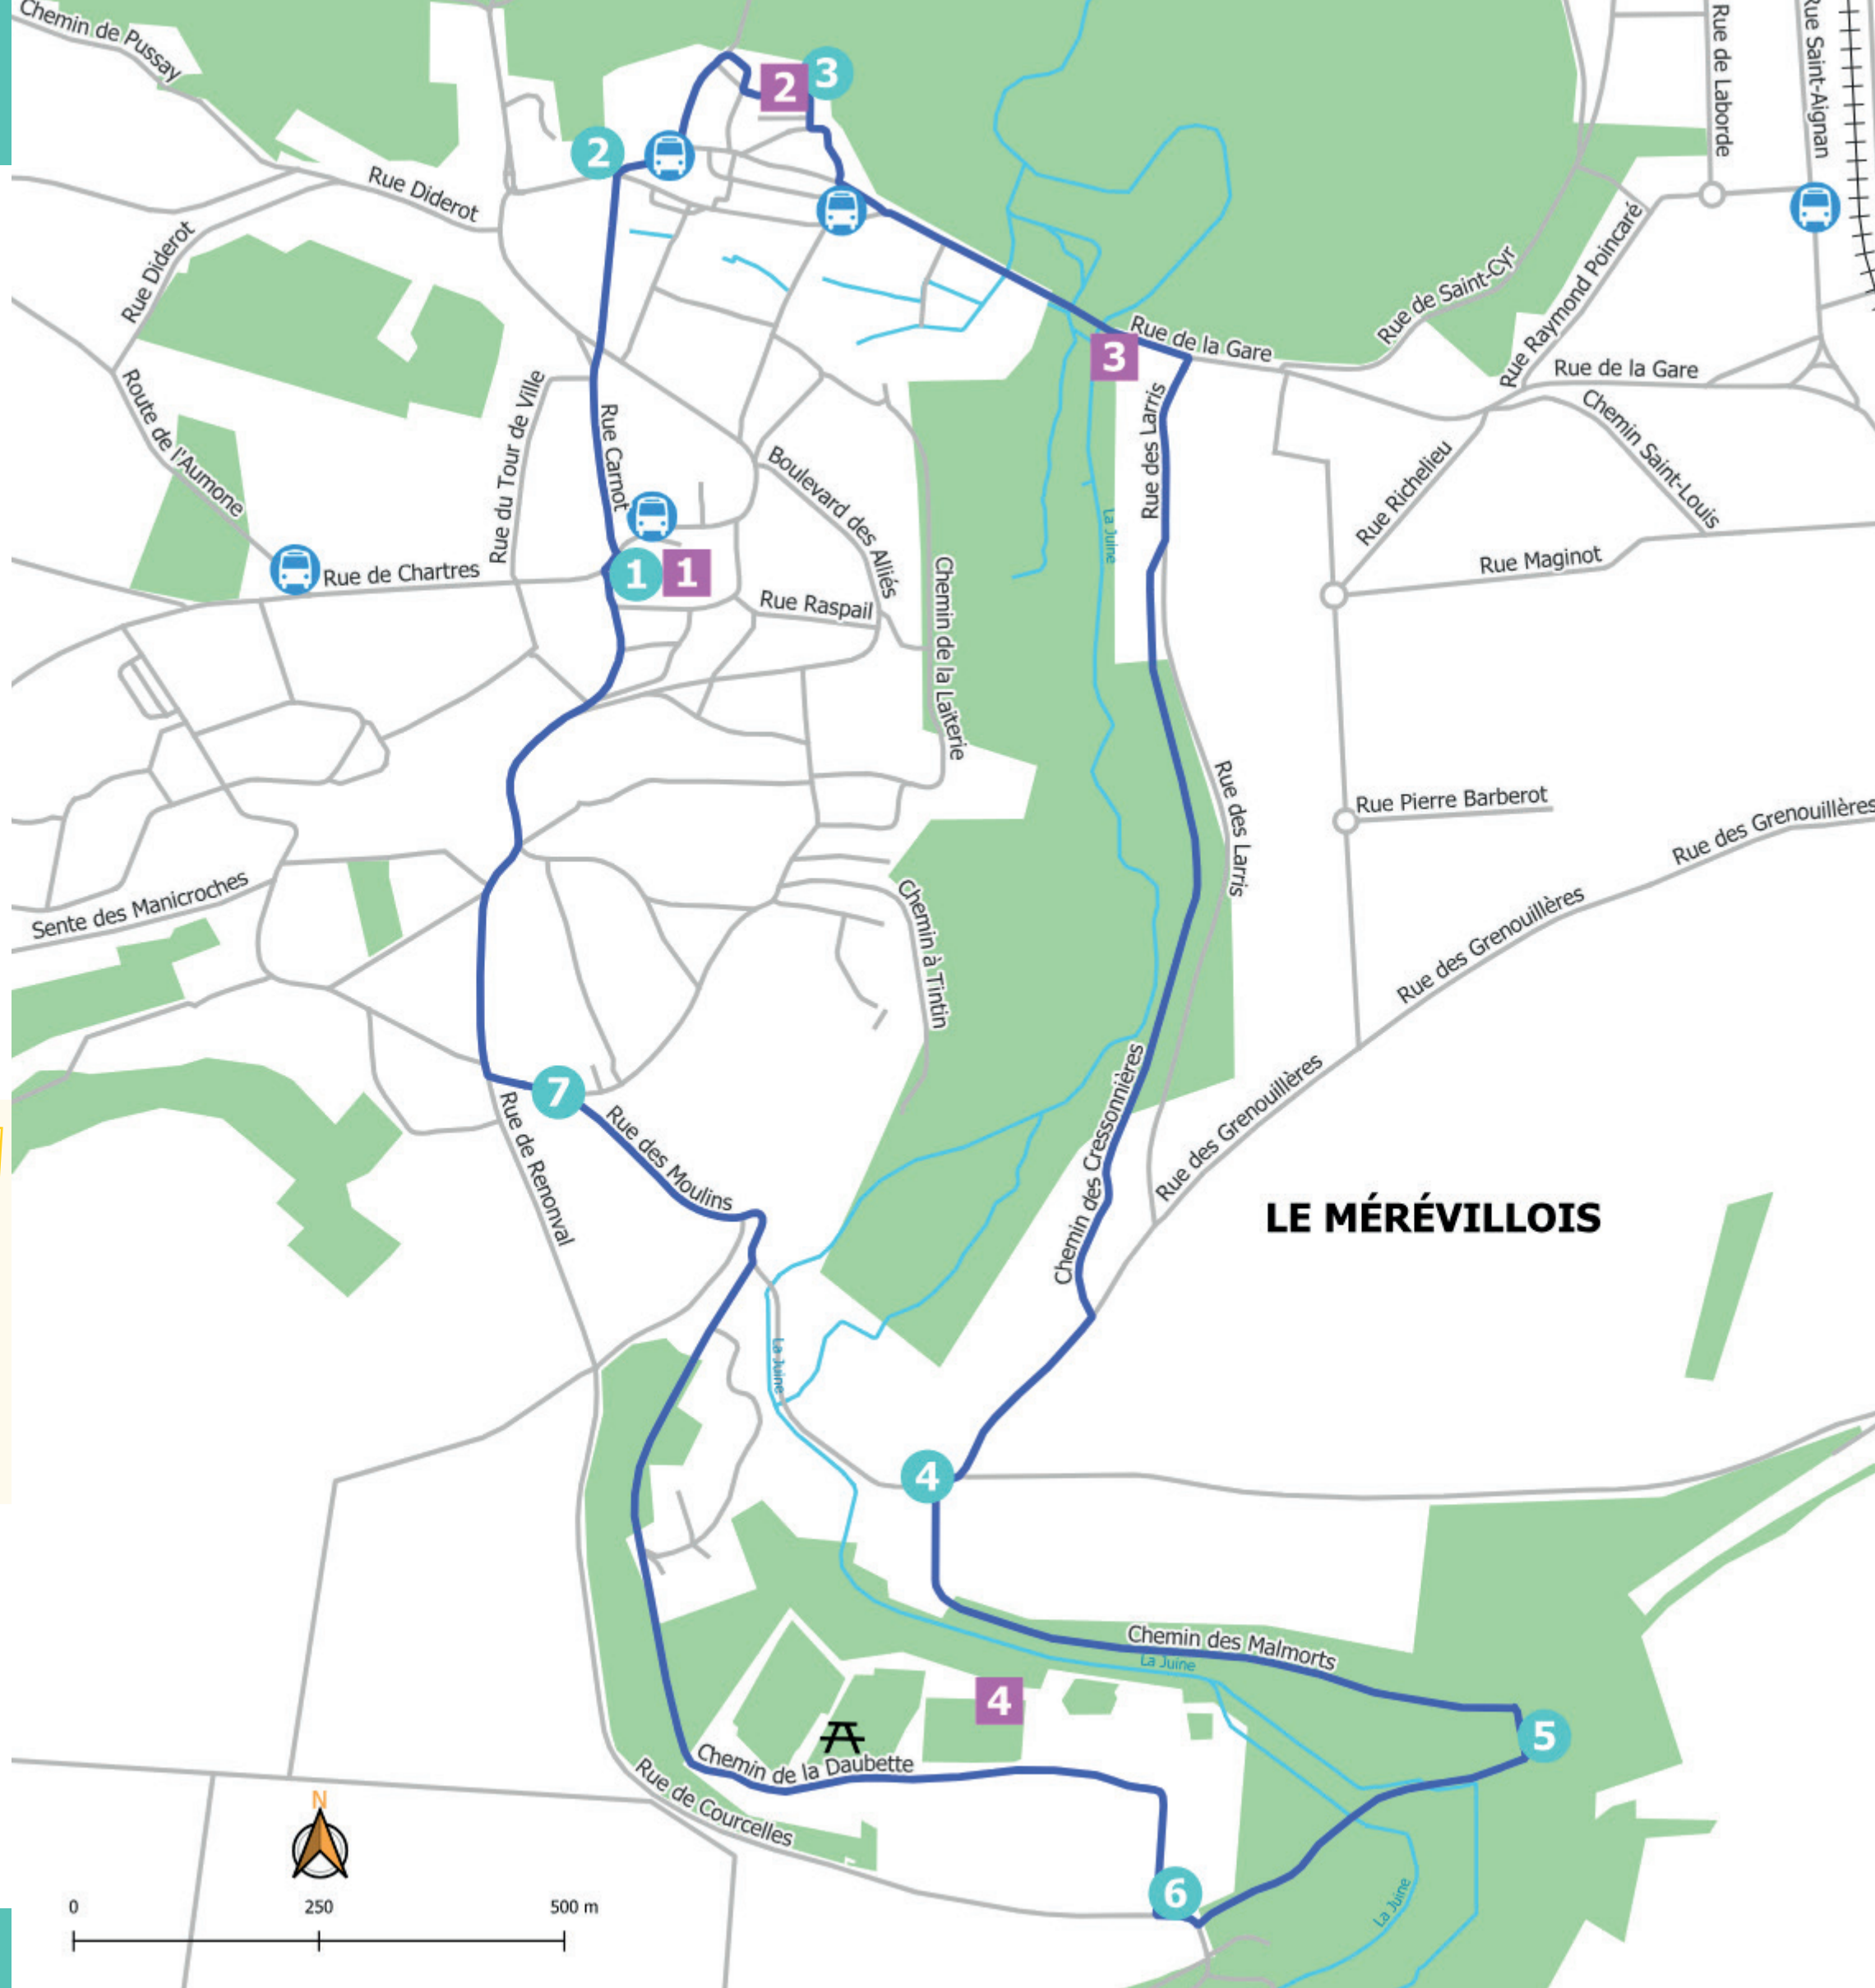 Chemin de Pussay
Rue de Laborde
Rue Saint-Aignan
2
3
2
Rue Diderot
Rue Diderot
Rue Raymond Poincaré
Rue de Saint-Cyr
Rue de la Gare
3
Rue de la Gare
Route de l'Aumone
Rue du Tour de Ville
Rue Carnot
Rue des Larris
Chemin Saint-Louis
Rue Richelieu
Boulevard des Alliés
La Juine
Rue Maginot
Rue de Chartres
1
1
Rue Raspail
Chemin de la Laiterie
Rue des Larris
Rue Pierre Barberot
Rue des Grenouillères
Sente des Manicroches
Chemin à Tintin
Rue des Grenouillères
Chemin des Cressonnières
Rue des Grenouillères
7
Rue de Renonval
Rue des Moulins
LE MÉRÉVILLOIS
La Juine
4
Chemin des Malmorts
La Juine
4
5
Chemin de la Daubette
Rue de Courcelles
N
6
La Juine
0 250 500 m